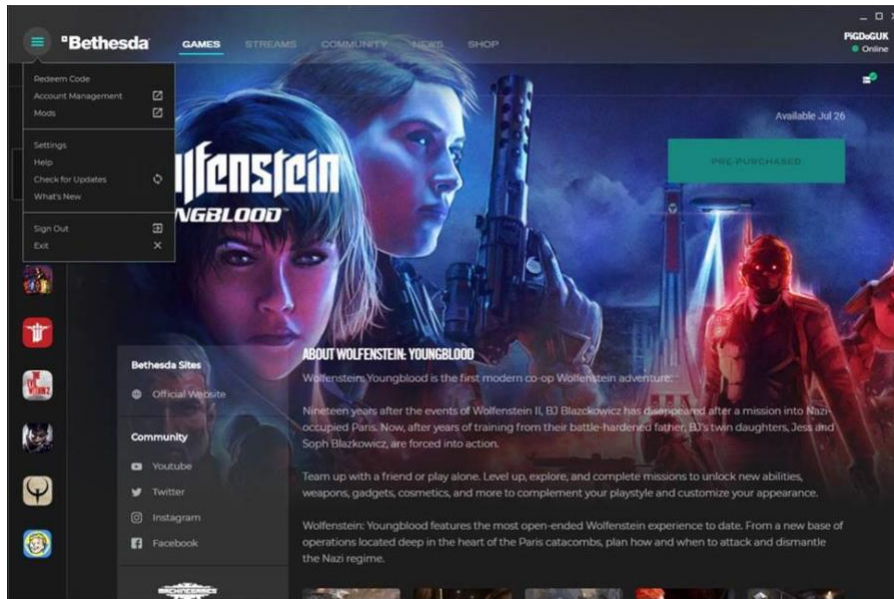 Bethesda
GAMES
STREAMS
COMMUNITY
NEWS
SHOP
PiGDoGUK
Online
Redeem Code
Account Management
Mods
Settings
Help
Check for Updates
What's New
Sign Out
Exit
Available Jul 26
PRE-PURCHASED
lfenstein
NGBLOOD
THE EVIL WITHIN 2
Bethesda Sites
Official Website
Community
Youtube
Twitter
Instagram
Facebook
MACHINEGAMES
ABOUT WOLFENSTEIN: YOUNGBLOOD
Wolfenstein: Youngblood is the first modern co-op Wolfenstein adventure.
Nineteen years after the events of Wolfenstein II, BJ Blazckowicz has disappeared after a mission into Nazi-
occupied Paris. Now, after years of training from their battle-hardened father, BJ's twin daughters, Jess and
Soph Blazkowicz, are forced into action.
Team up with a friend or play alone. Level up, explore, and complete missions to unlock new abilities,
weapons, gadgets, cosmetics, and more to complement your playstyle and customize your appearance.
Wolfenstein: Youngblood features the most open-ended Wolfenstein experience to date. From a new base of
operations located deep in the heart of the Paris catacombs, plan how and when to attack and dismantle
the Nazi regime.